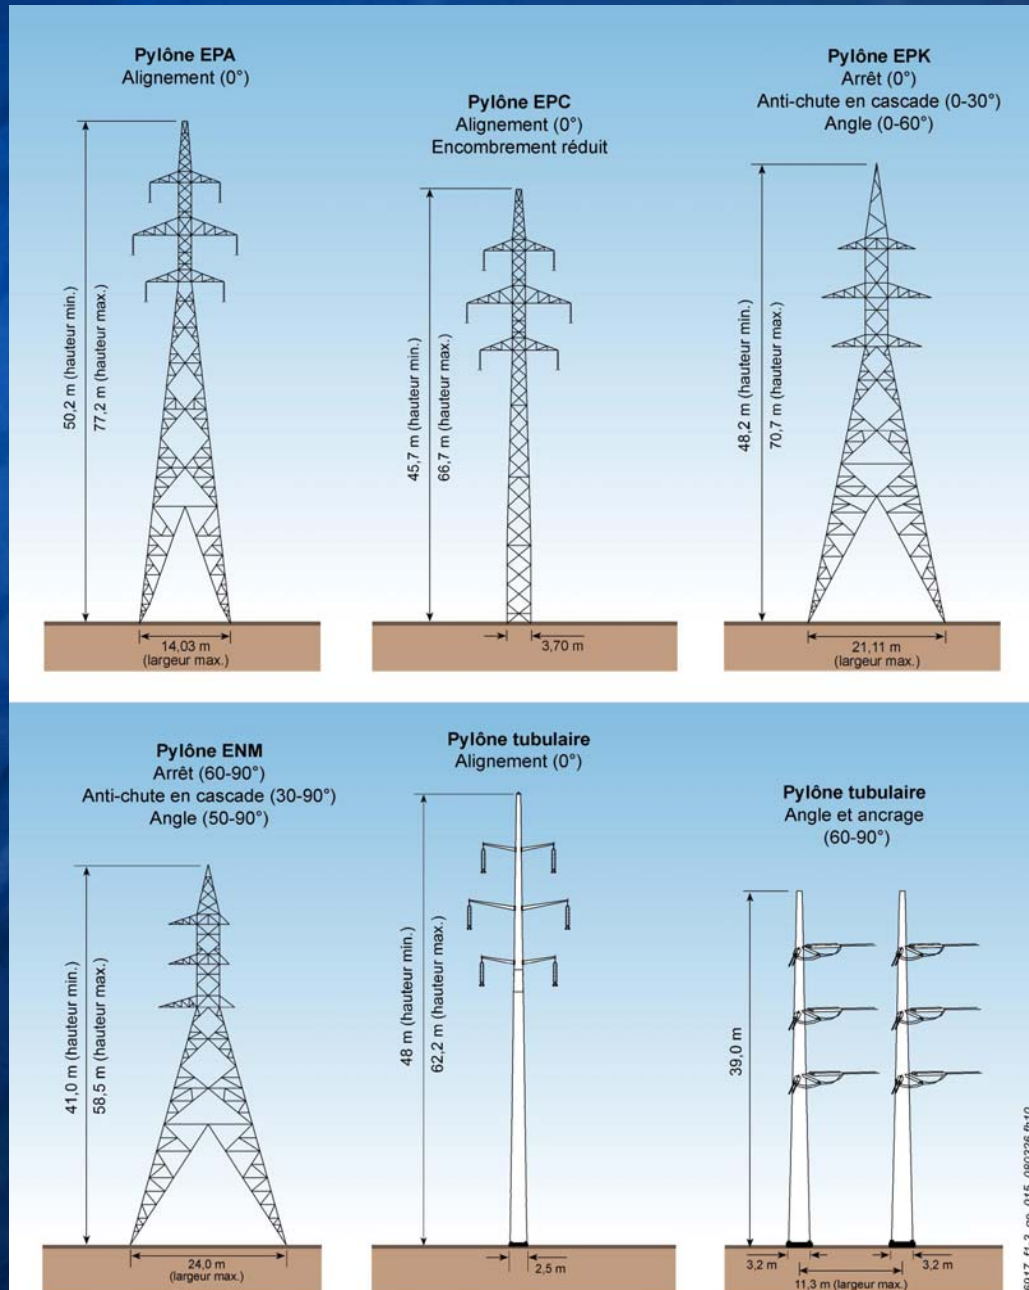 Pylône EPA
Alignement (0°)
50,2 m (hauteur min.)
77,2 m (hauteur max.)
14,03 m
(largeur max.)
Pylône EPC
Alignement (0°)
Encombrement réduit
45,7 m (hauteur min.)
66,7 m (hauteur max.)
3,70 m
Pylône EPK
Arrêt (0°)
Anti-chute en cascade (0-30°)
Angle (0-60°)
48,2 m (hauteur min.)
70,7 m (hauteur max.)
21,11 m
(largeur max.)
Pylône ENM
Arrêt (60-90°)
Anti-chute en cascade (30-90°)
Angle (50-90°)
41,0 m (hauteur min.)
58,5 m (hauteur max.)
24,0 m
(largeur max.)
Pylône tubulaire
Alignement (0°)
48 m (hauteur min.)
62,2 m (hauteur max.)
2,5 m
Pylône tubulaire
Angle et ancrage
(60-90°)
39,0 m
3,2 m
3,2 m
11,3 m (largeur max.)